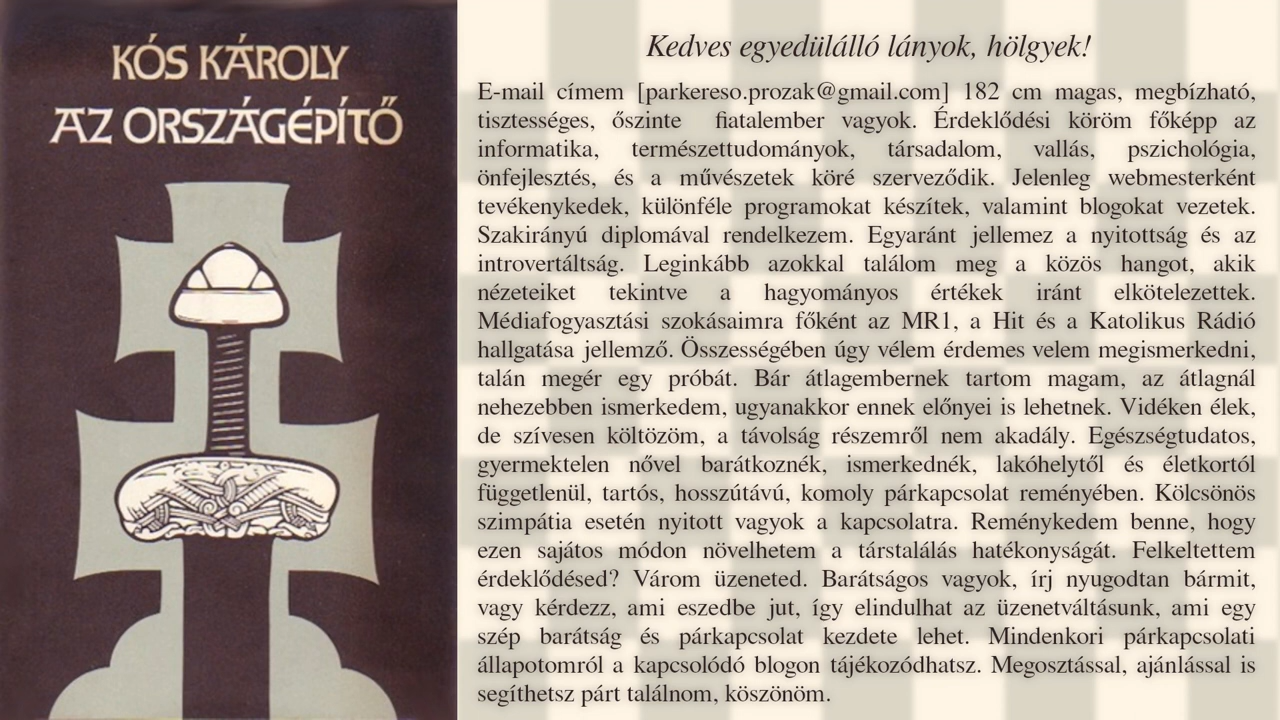 KÓS KÁROLY
AZ ORSZÁGÉPÍTŐ
Kedves egyedülálló lányok, hölgyek!
E-mail címem [parkereso.prozak@gmail.com] 182 cm magas, megbízható,
tisztességes, őszinte fiatalember vagyok. Érdeklődési köröm főképp az
informatika, természettudományok, társadalom, vallás, pszichológia,
önfejlesztés, és a művészetek köré szerveződik. Jelenleg webmesterként
tevékenykedek, különféle programokat készítek, valamint blogokat vezetek.
Szakirányú diplomával rendelkezem. Egyaránt jellemez a nyitottság és az
introvertáltság. Leginkább azokkal találom meg a közös hangot, akik
nézeteiket tekintve a hagyományos értékek iránt elkötelezettek.
Médiafogyasztási szokásaimra főként az MR1, a Hit és a Katolikus Rádió
hallgatása jellemző. Összességében úgy vélem érdemes velem megismerkedni,
talán megér egy próbát. Bár átlagembernek tartom magam, az átlagnál
nehezebben ismerkedem, ugyanakkor ennek előnyei is lehetnek. Vidéken élek,
de szívesen költözöm, a távolság részemről nem akadály. Egészségtudatos,
gyermektelen nővel barátkoznék, ismerkednék, lakóhelytől és életkortól
függetlenül, tartós, hosszútávú, komoly párkapcsolat reményében. Kölcsönös
szimpátia esetén nyitott vagyok a kapcsolatra. Reménykedem benne, hogy
ezen sajátos módon növelhetem a társtalálás hatékonyságát. Felkeltettem
érdeklődésed? Várom üzeneted. Barátságos vagyok, írj nyugodtan bármit,
vagy kérdezz, ami eszedbe jut, így elindulhat az üzenetváltásunk, ami egy
szép barátság és párkapcsolat kezdete lehet. Mindenkori párkapcsolati
állapotomról a kapcsolódó blogon tájékozódhatsz. Megosztással, ajánlással is
segíthetsz párt találnom, köszönöm.